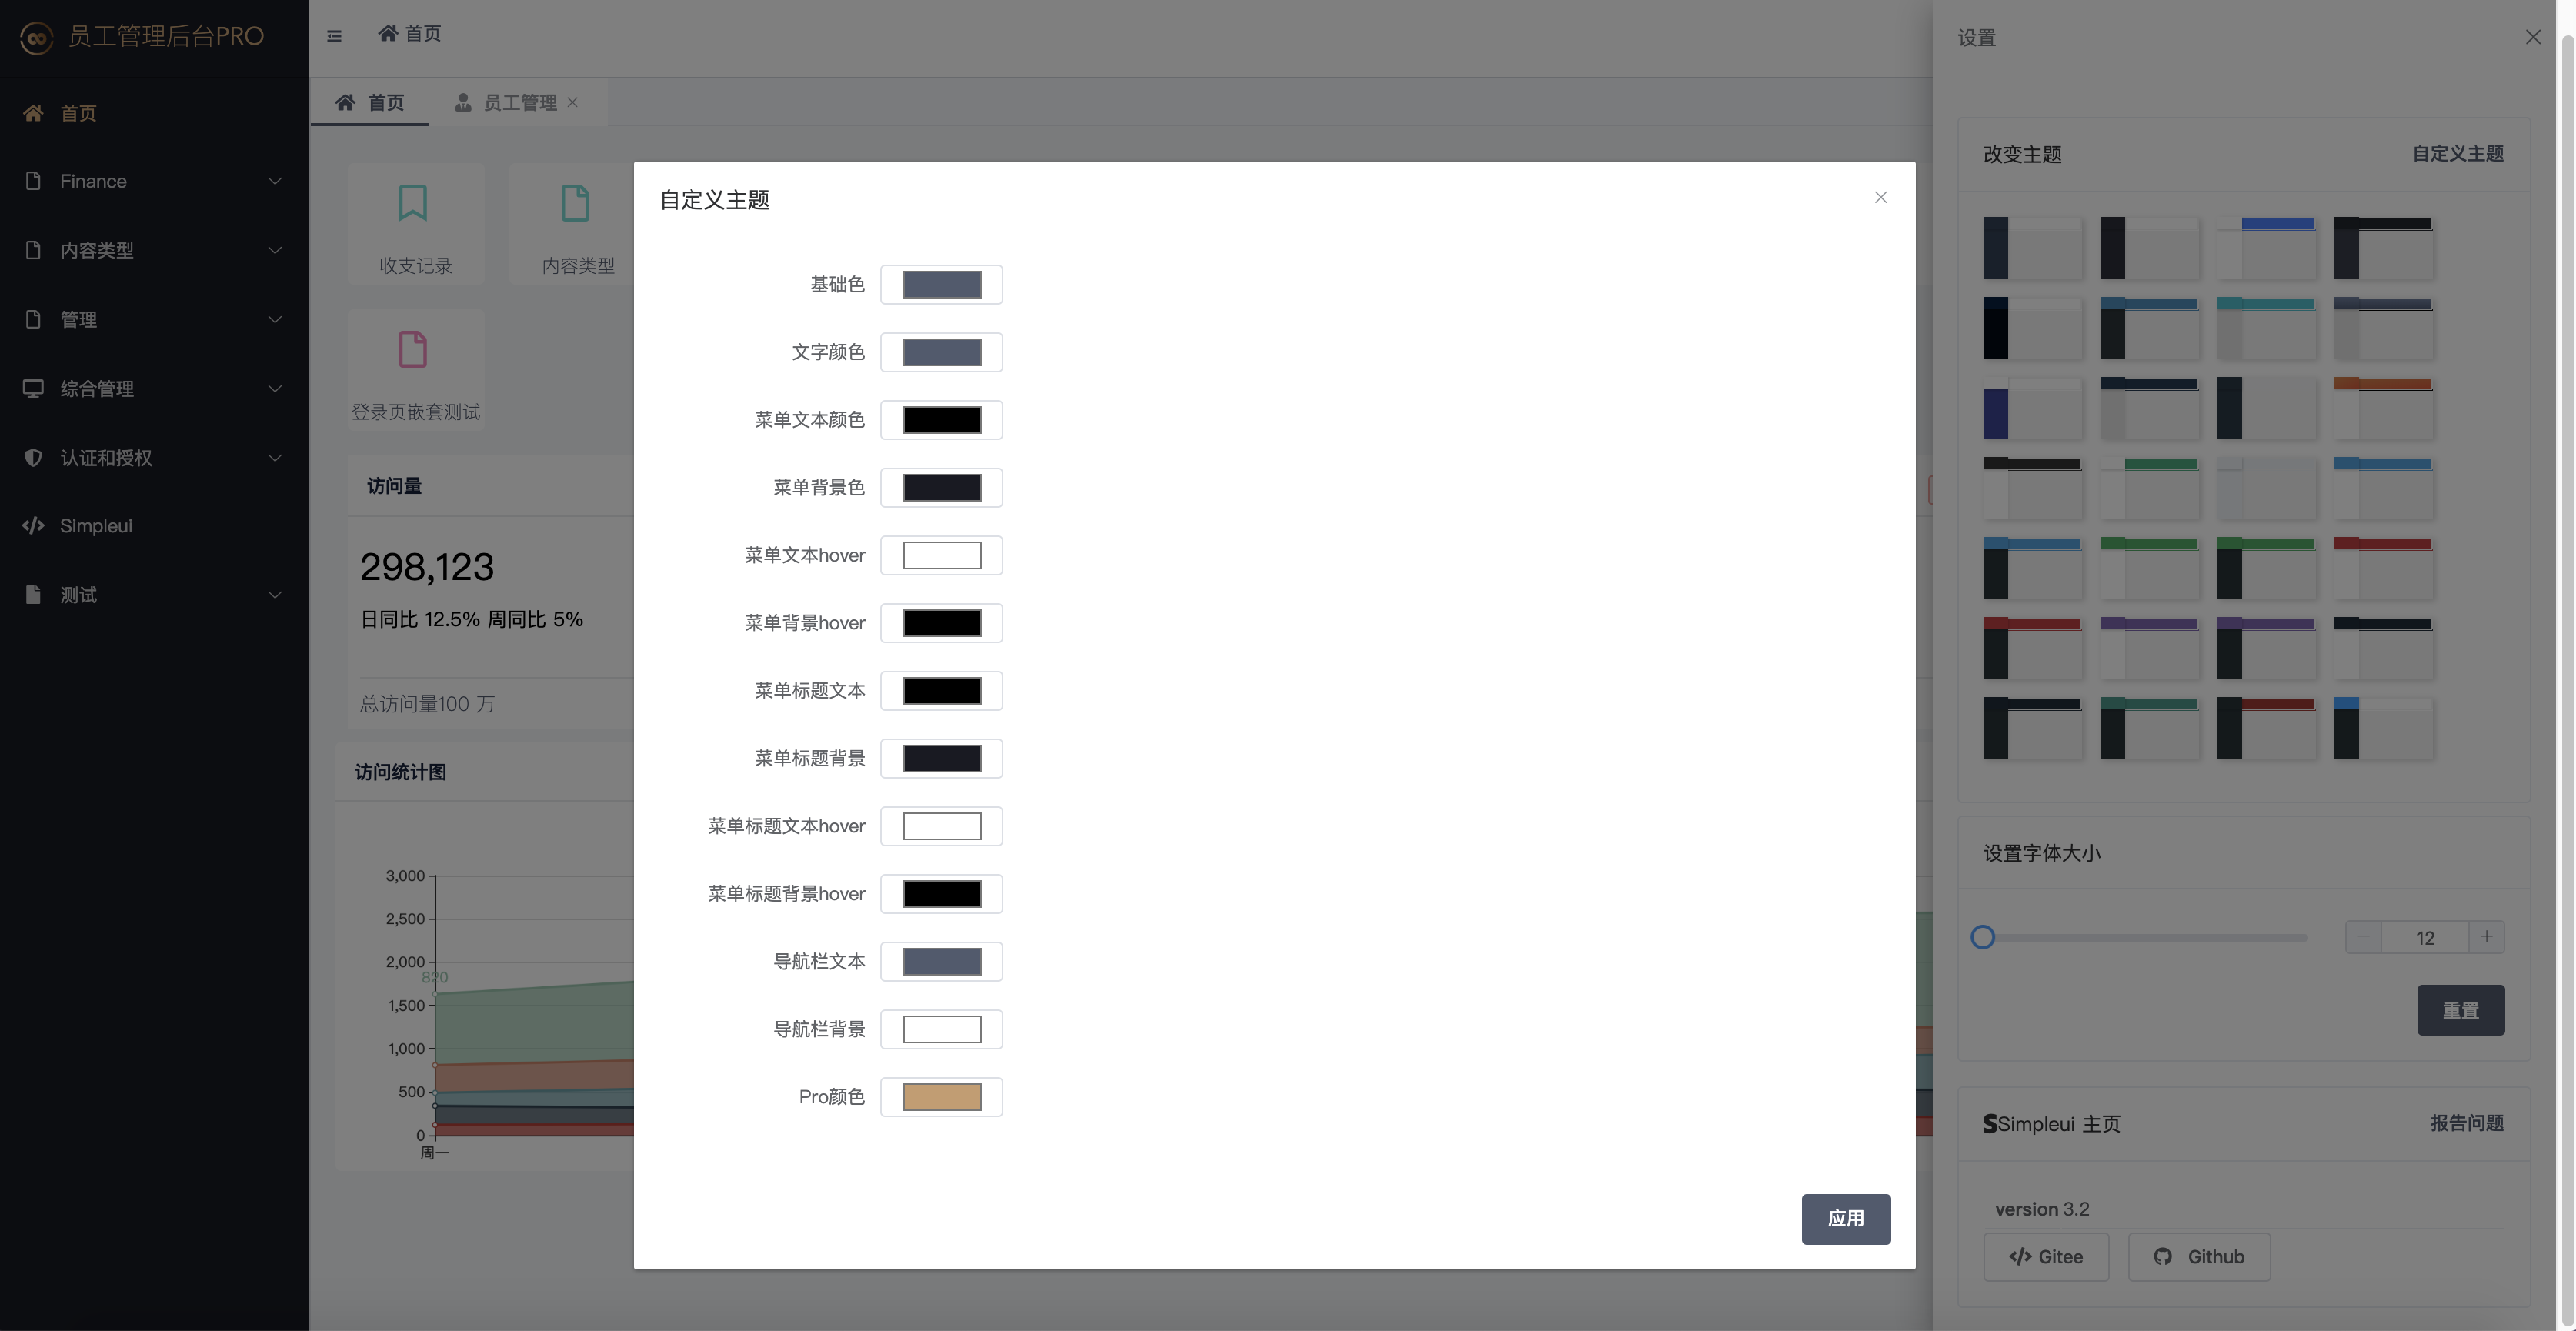 员工管理后台PRO
首页
Finance
内容类型
管理
综合管理
认证和授权
Simpleui
测试
首页
首页
员工管理
收支记录
内容类型
登录页嵌套测试
访问量
298,123
日同比 12.5% 周同比 5%
总访问量100 万
访问统计图
3,000
2,500
2,000
820
1,500
1,000
500
0
周一
自定义主题
基础色
文字颜色
菜单文本颜色
菜单背景色
菜单文本hover
菜单背景hover
菜单标题文本
菜单标题背景
菜单标题文本hover
菜单标题背景hover
导航栏文本
导航栏背景
Pro颜色
应用
设置
改变主题 自定义主题
设置字体大小
12
重置
Simpleui 主页 报告问题
version 3.2
Gitee Github